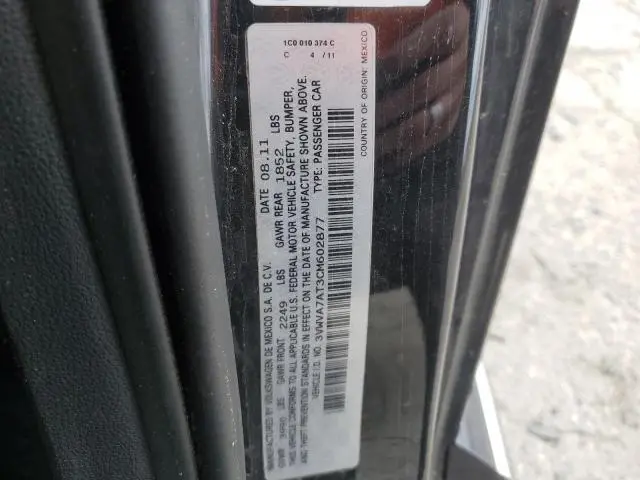 1C0 010 374 C
C 4 /11
MANUFACTURED BY VOLKSWAGEN DE MEXICO S.A. DE C.V. DATE 08.11
GVWR LBS GAWR FRONT 2249 LBS GAWR REAR 1852 LBS
THIS VEHICLE CONFORMS TO ALL APPLICABLE U.S. FEDERAL MOTOR VEHICLE SAFETY, BUMPER,
AND THEFT PREVENTION STANDARDS IN EFFECT ON THE DATE OF MANUFACTURE SHOWN ABOVE.
VEHICLE I.D. NO. 3VWVA7AT3CM602877 TYPE: PASSENGER CAR
COUNTRY OF ORIGIN: MEXICO